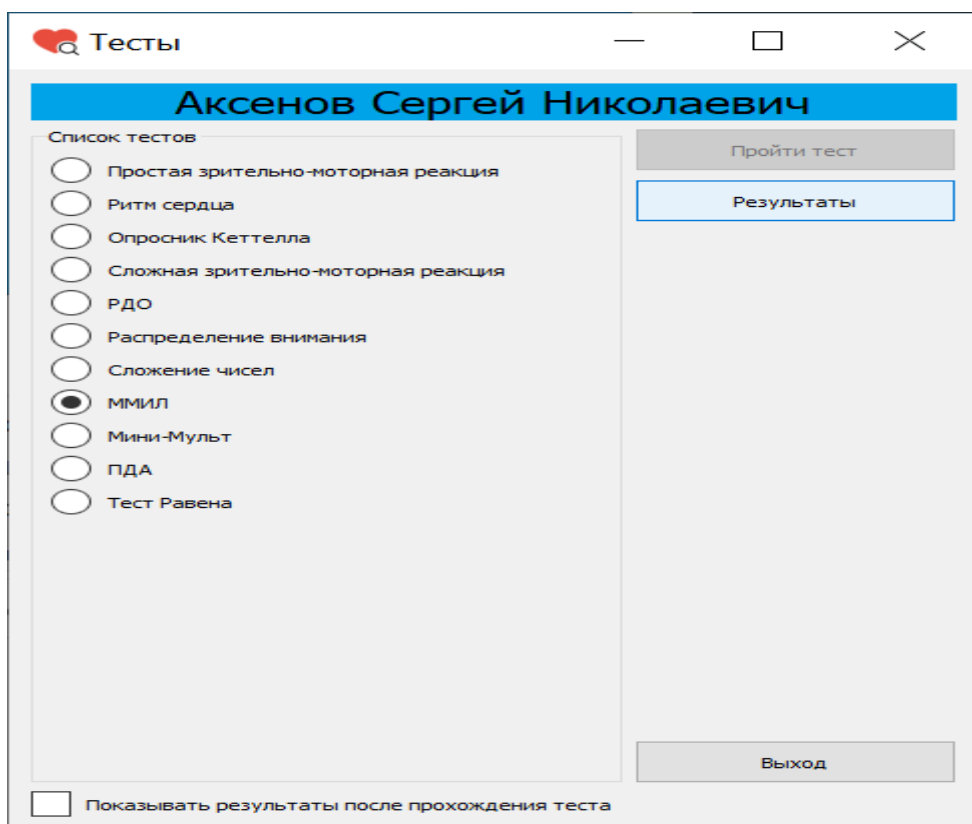 Тесты
Аксенов Сергей Николаевич
Список тестов
Простая зрительно-моторная реакция
Ритм сердца
Опросник Кеттелла
Сложная зрительно-моторная реакция
РДО
Распределение внимания
Сложение чисел
ММИЛ
Мини-Мульт
ПДА
Тест Равена
Пройти тест
Результаты
Выход
Показывать результаты после прохождения теста